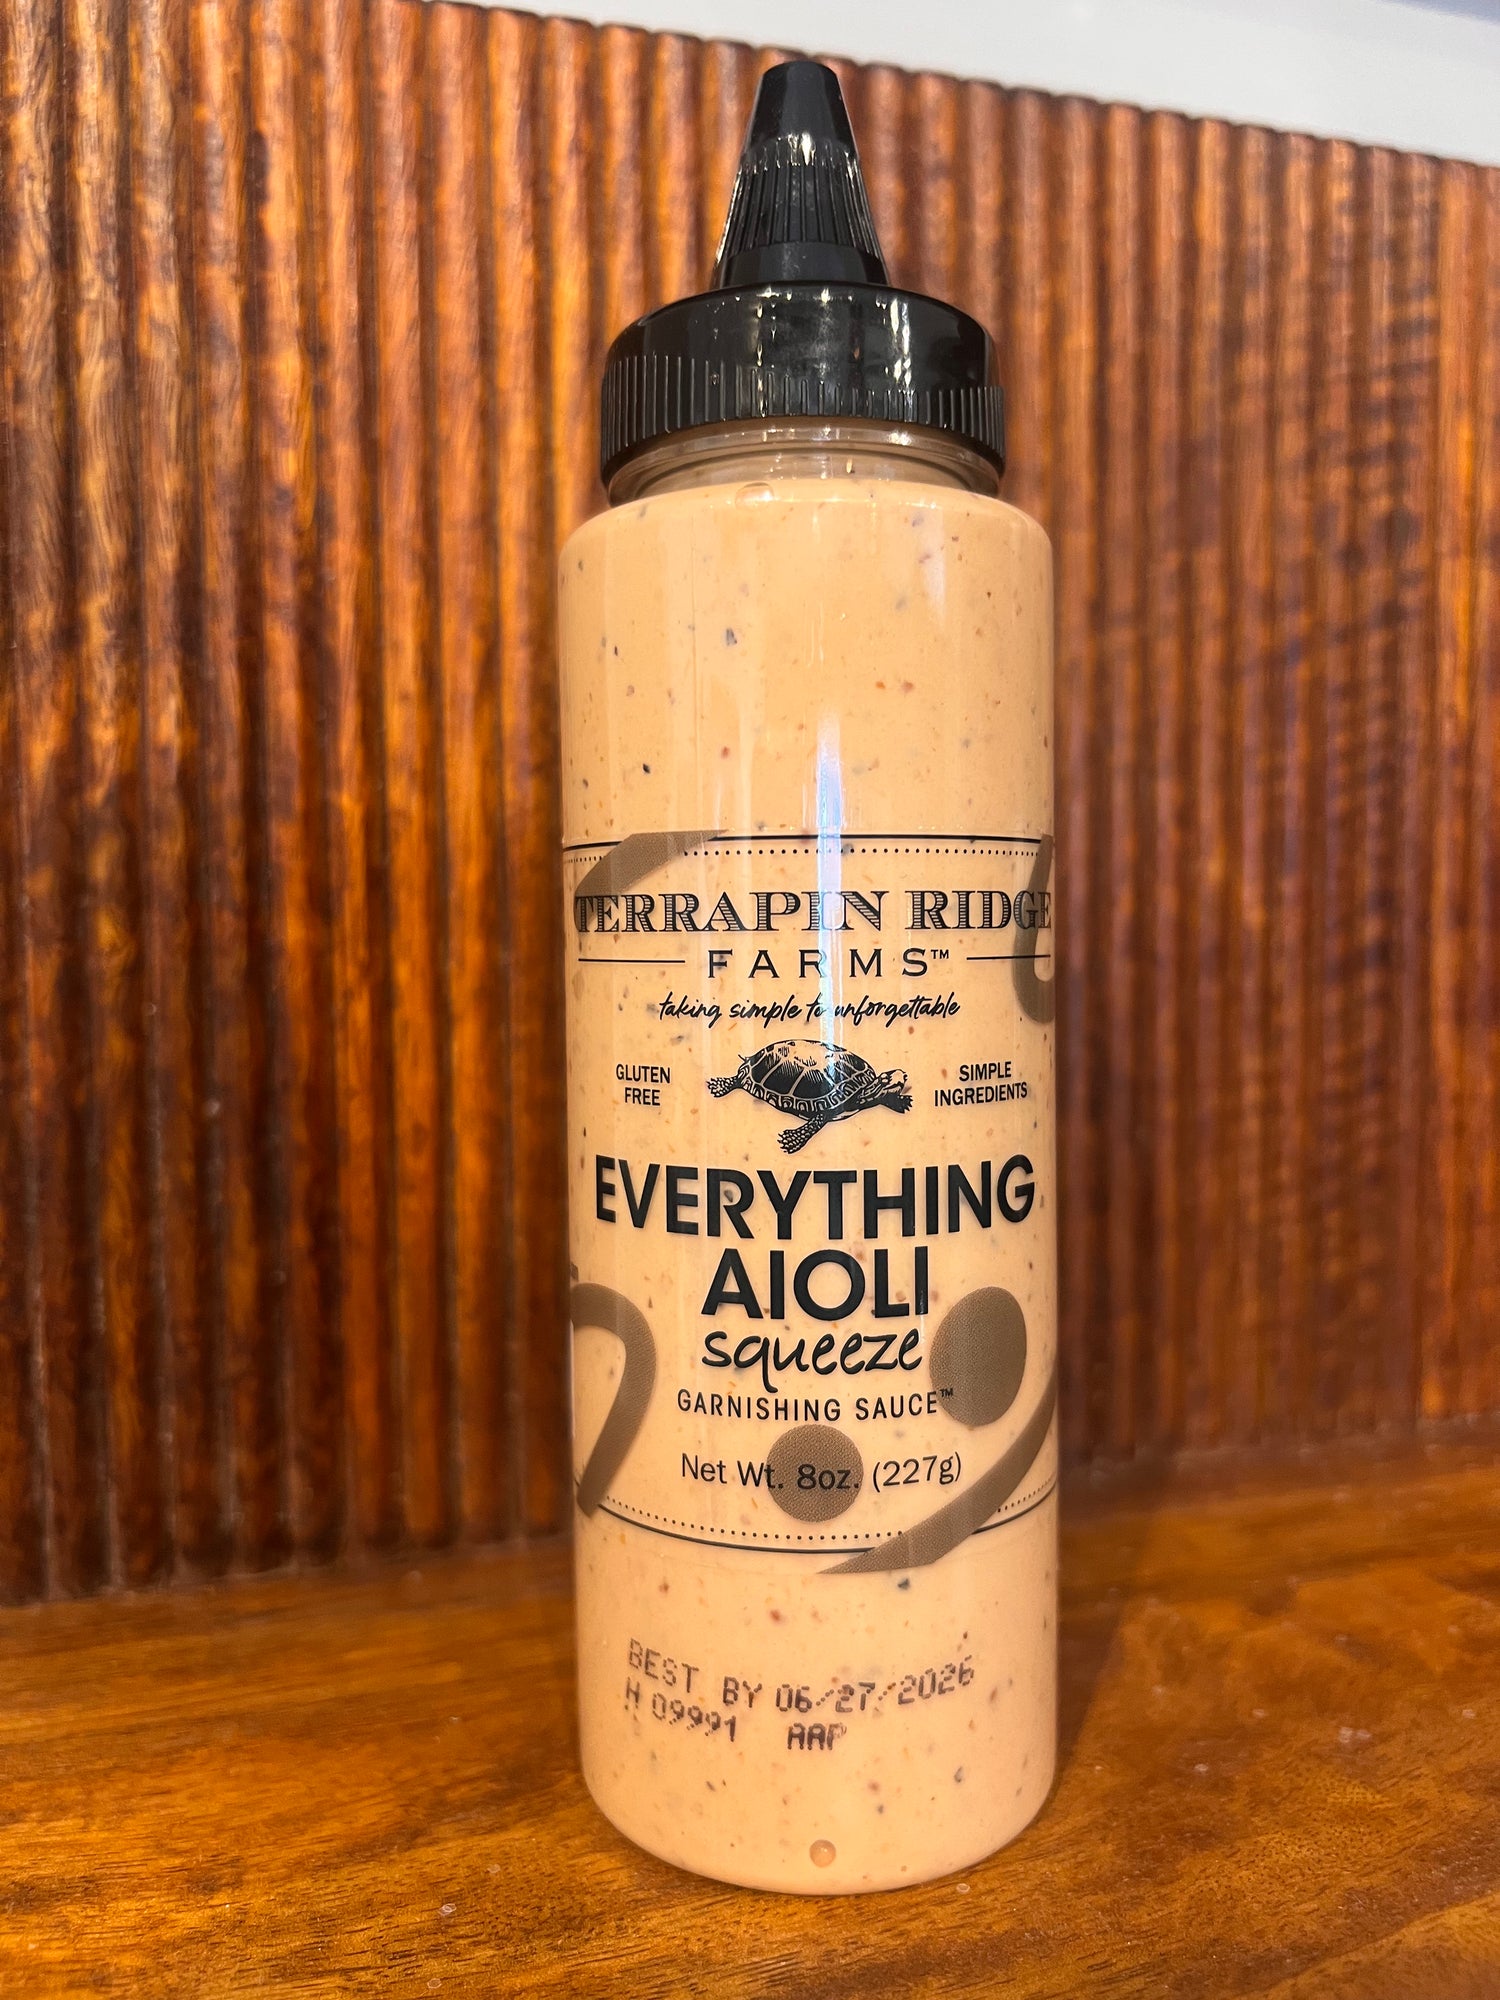 TERRAPIN RIDGE
FARMS™
taking simple to unforgettable
GLUTEN
FREE
SIMPLE
INGREDIENTS
EVERYTHING
AIOLI
squeeze
GARNISHING SAUCE™
Net Wt. 8oz. (227g)
BEST BY 06/27/2026
H 09991 AAP